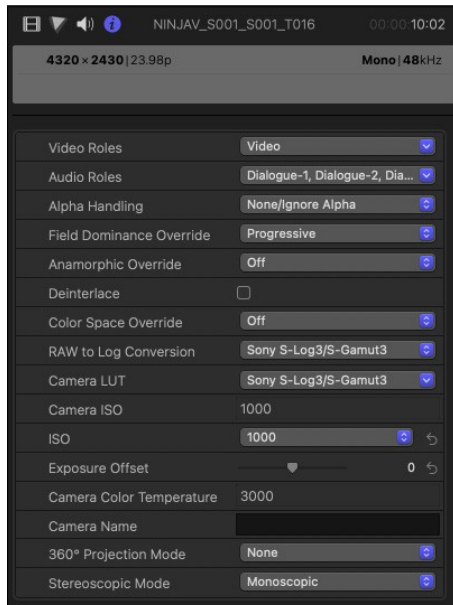 NINJAV_S001_S001_T016 00:00:10:02
4320 × 2430 | 23.98p Mono | 48kHz
Video Roles Video
Audio Roles Dialogue-1, Dialogue-2, Dia...
Alpha Handling None/Ignore Alpha
Field Dominance Override Progressive
Anamorphic Override Off
Deinterlace
Color Space Override Off
RAW to Log Conversion Sony S-Log3/S-Gamut3
Camera LUT Sony S-Log3/S-Gamut3
Camera ISO 1000
ISO 1000
Exposure Offset 0
Camera Color Temperature 3000
Camera Name
360° Projection Mode None
Stereoscopic Mode Monoscopic